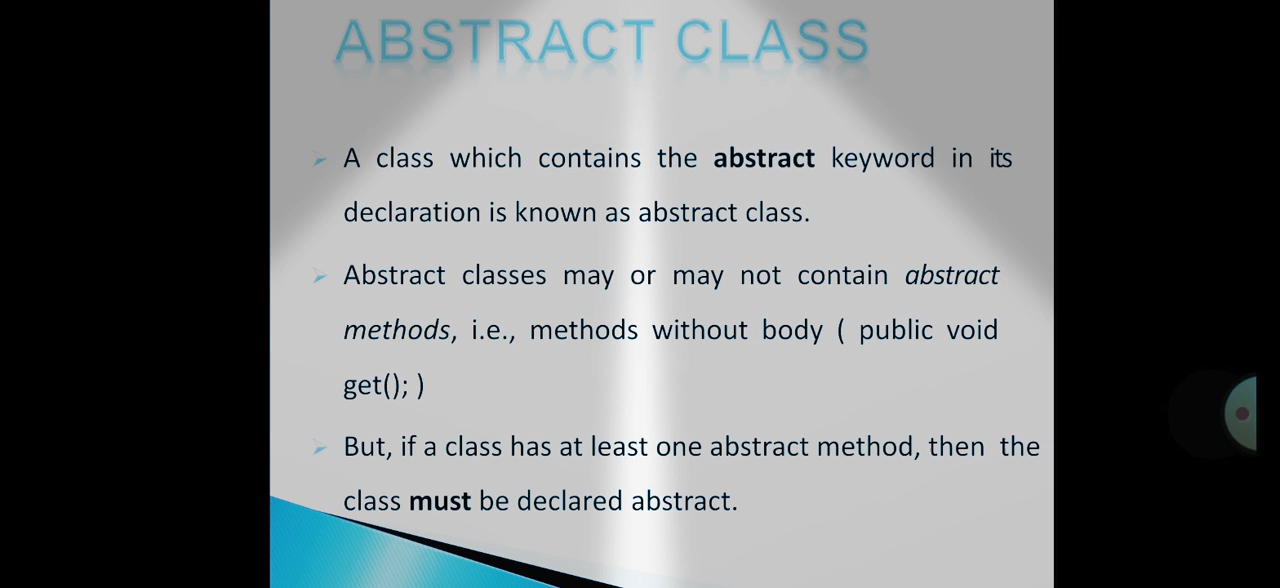 ABSTRACT CLASS
A class which contains the abstract keyword in its
declaration is known as abstract class.
Abstract classes may or may not contain abstract
methods, i.e., methods without body ( public void
get(); )
But, if a class has at least one abstract method, then the
class must be declared abstract.